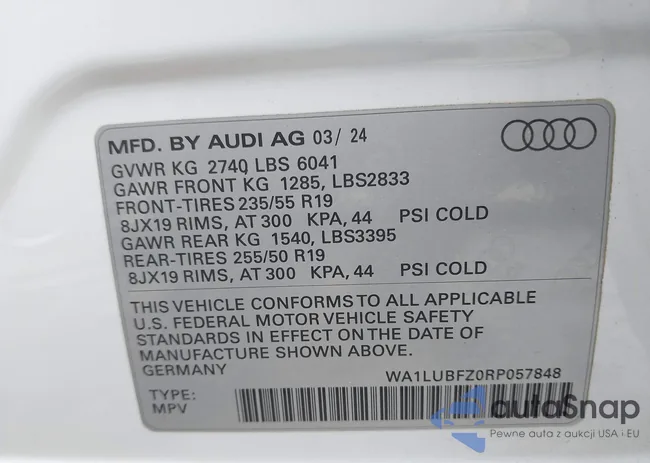 MFD. BY AUDI AG 03/ 24
GVWR KG 2740 LBS 6041
GAWR FRONT KG 1285, LBS2833
FRONT-TIRES 235/55 R19
8JX19 RIMS, AT 300 KPA, 44 PSI COLD
GAWR REAR KG 1540, LBS3395
REAR-TIRES 255/50 R19
8JX19 RIMS, AT 300 KPA, 44 PSI COLD
THIS VEHICLE CONFORMS TO ALL APPLICABLE
U.S. FEDERAL MOTOR VEHICLE SAFETY
STANDARDS IN EFFECT ON THE DATE OF
MANUFACTURE SHOWN ABOVE.
GERMANY
WA1LUBFZ0RP057848
TYPE:
MPV
autoSnap
Pewne auta z aukcji USA i EU